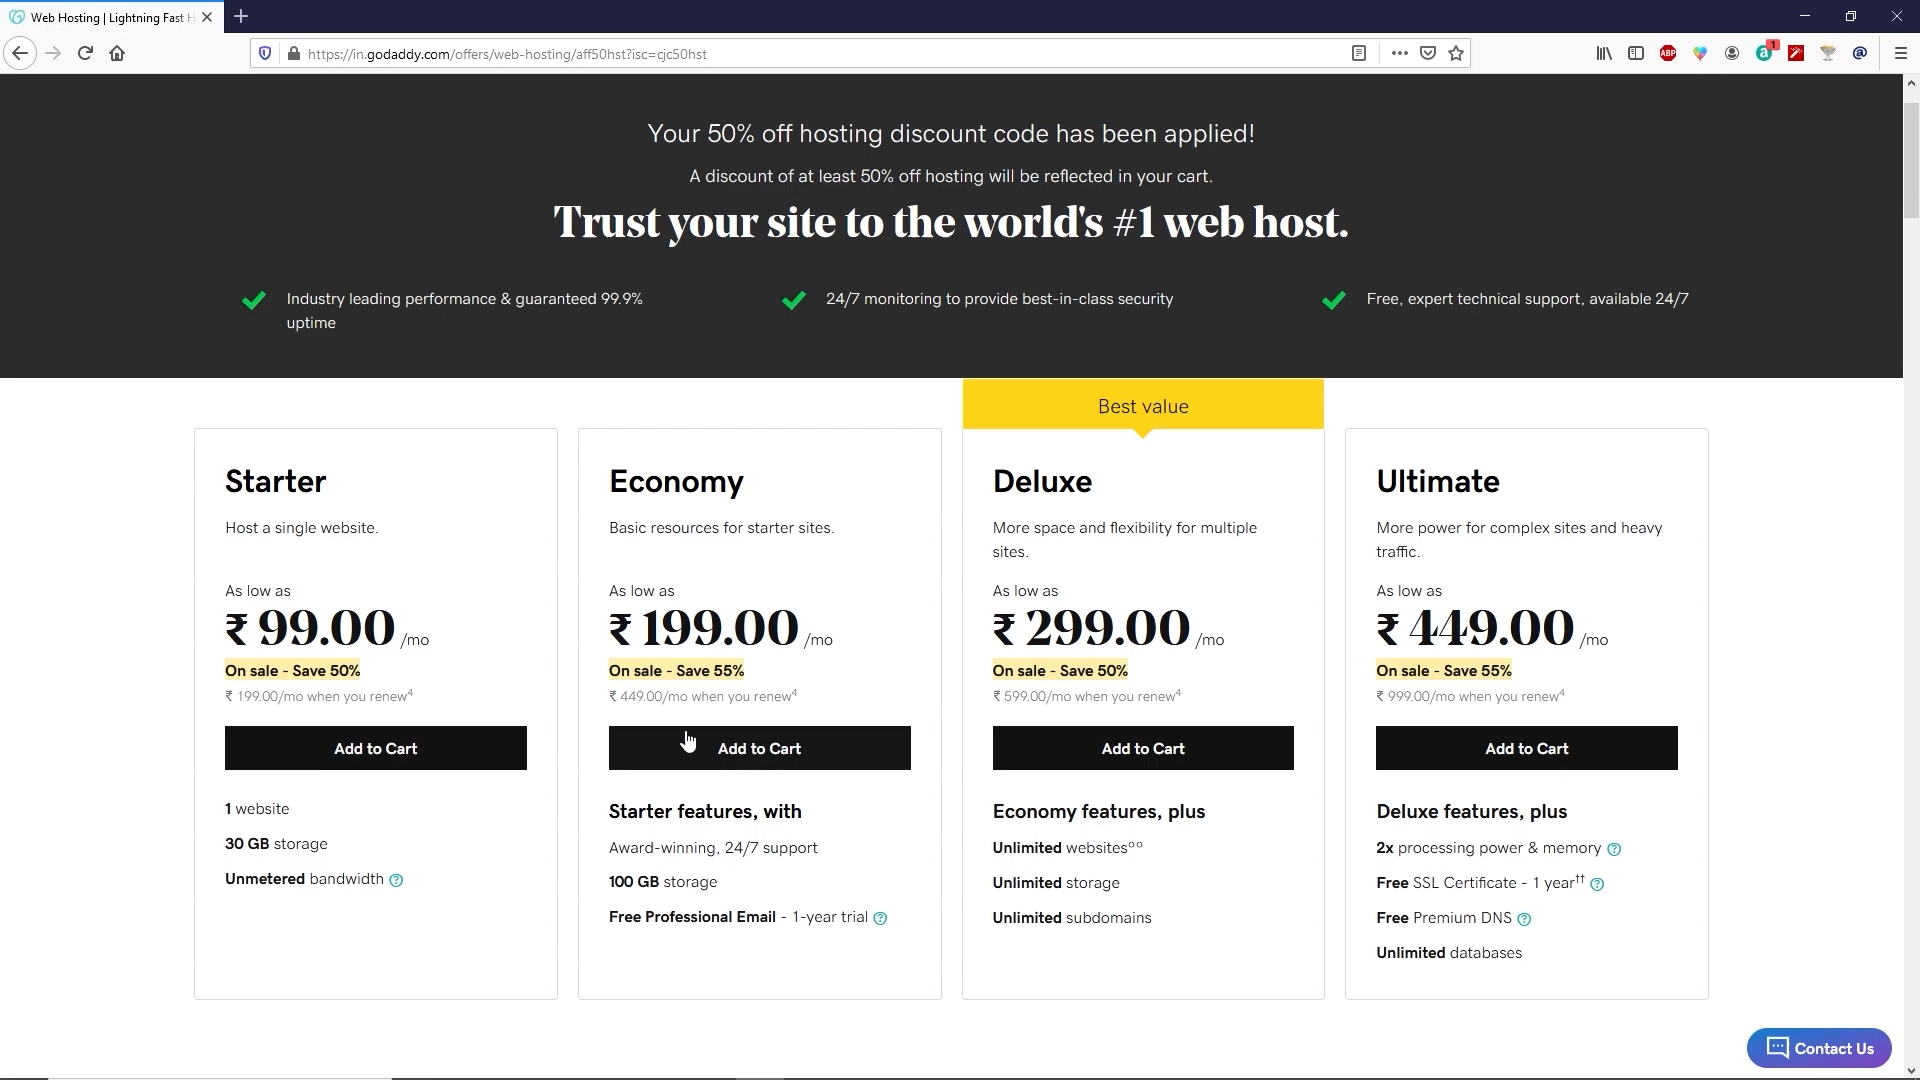 Web Hosting | Lightning Fast H
https://in.godaddy.com/offers/web-hosting/aff50hst?isc=cjc50hst
ABP
1
Your 50% off hosting discount code has been applied!
A discount of at least 50% off hosting will be reflected in your cart.
Trust your site to the world's #1 web host.
Industry leading performance & guaranteed 99.9%
uptime
24/7 monitoring to provide best-in-class security
Free, expert technical support, available 24/7
Best value
Starter
Host a single website.
As low as
₹ 99.00 /mo
On sale - Save 50%
₹ 199.00/mo when you renew⁴
Add to Cart
1 website
30 GB storage
Unmetered bandwidth ?
Economy
Basic resources for starter sites.
As low as
₹ 199.00 /mo
On sale - Save 55%
₹ 449.00/mo when you renew⁴
Add to Cart
Starter features, with
Award-winning, 24/7 support
100 GB storage
Free Professional Email - 1-year trial ?
Deluxe
More space and flexibility for multiple
sites.
As low as
₹ 299.00 /mo
On sale - Save 50%
₹ 599.00/mo when you renew⁴
Add to Cart
Economy features, plus
Unlimited websitesºº
Unlimited storage
Unlimited subdomains
Ultimate
More power for complex sites and heavy
traffic.
As low as
₹ 449.00 /mo
On sale - Save 55%
₹ 999.00/mo when you renew⁴
Add to Cart
Deluxe features, plus
2x processing power & memory ?
Free SSL Certificate - 1 year†† ?
Free Premium DNS ?
Unlimited databases
Contact Us